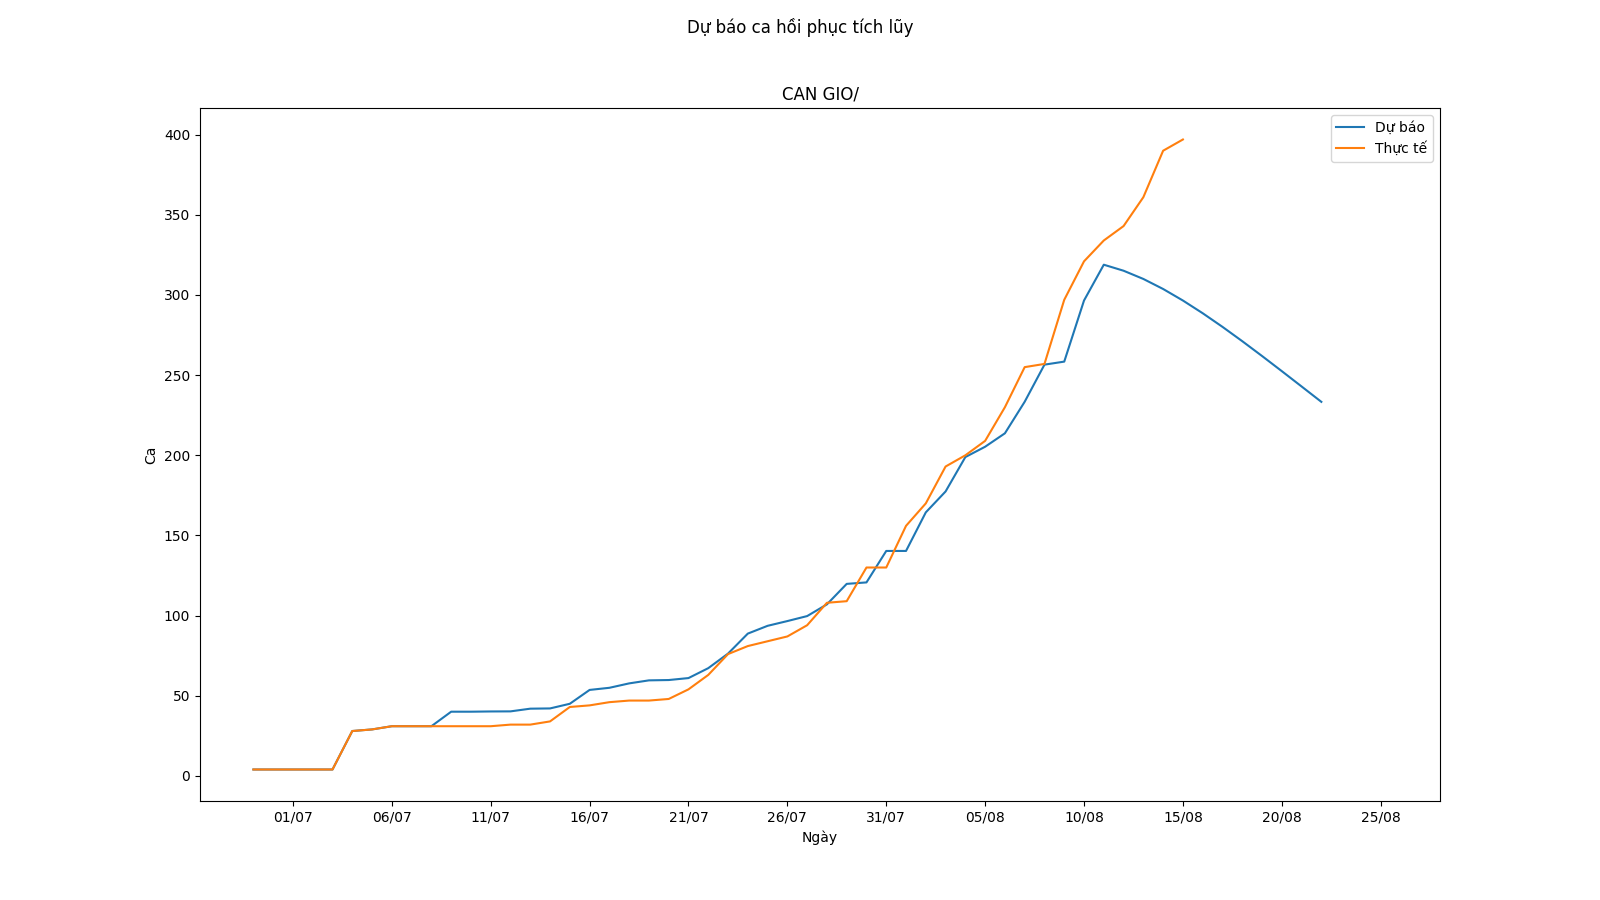 Dự báo ca hồi phục tích lũy
CAN GIO/
Dự báo
Thực tế
400
350
300
250
200
150
100
50
0
Ca
01/07 06/07 11/07 16/07 21/07 26/07 31/07 05/08 10/08 15/08 20/08 25/08
Ngày